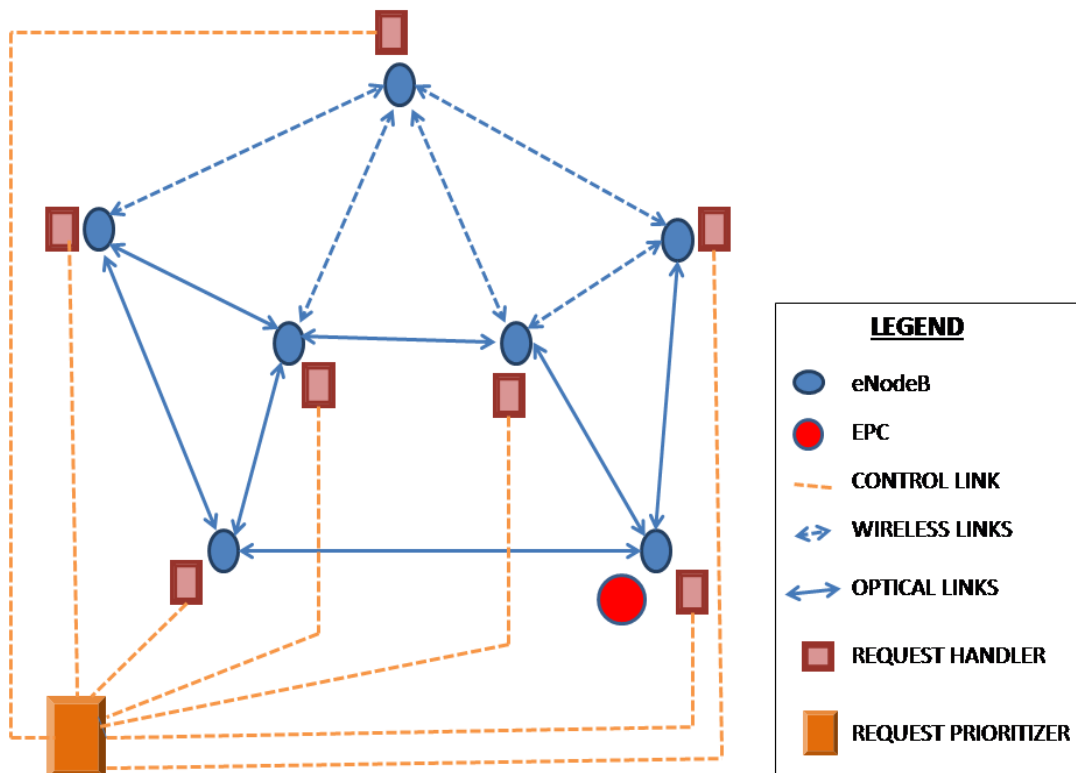 LEGEND
eNodeB
EPC
CONTROL LINK
WIRELESS LINKS
OPTICAL LINKS
REQUEST HANDLER
REQUEST PRIORITIZER